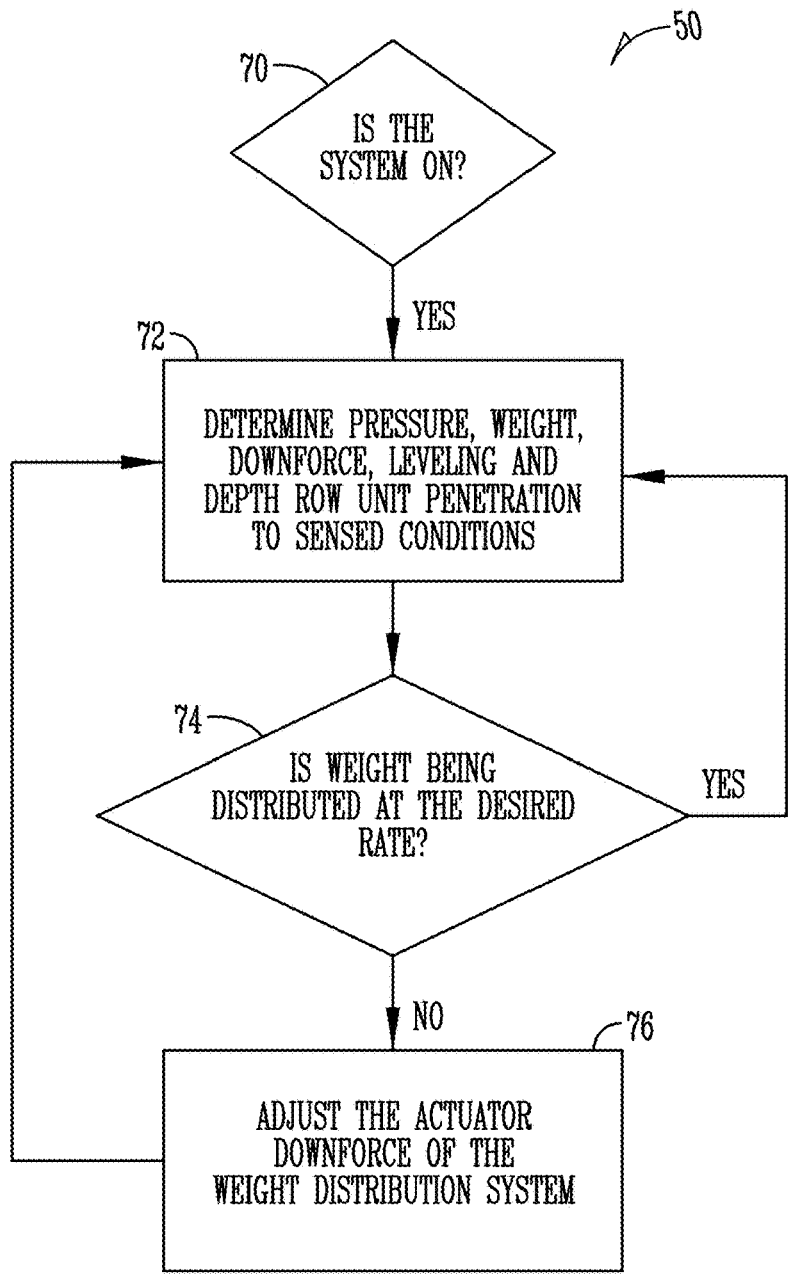 50
70
IS THE
SYSTEM ON?
YES
72
DETERMINE PRESSURE, WEIGHT,
DOWNFORCE, LEVELING AND
DEPTH ROW UNIT PENETRATION
TO SENSED CONDITIONS
74
IS WEIGHT BEING
DISTRIBUTED AT THE DESIRED
RATE?
YES
NO
76
ADJUST THE ACTUATOR
DOWNFORCE OF THE
WEIGHT DISTRIBUTION SYSTEM